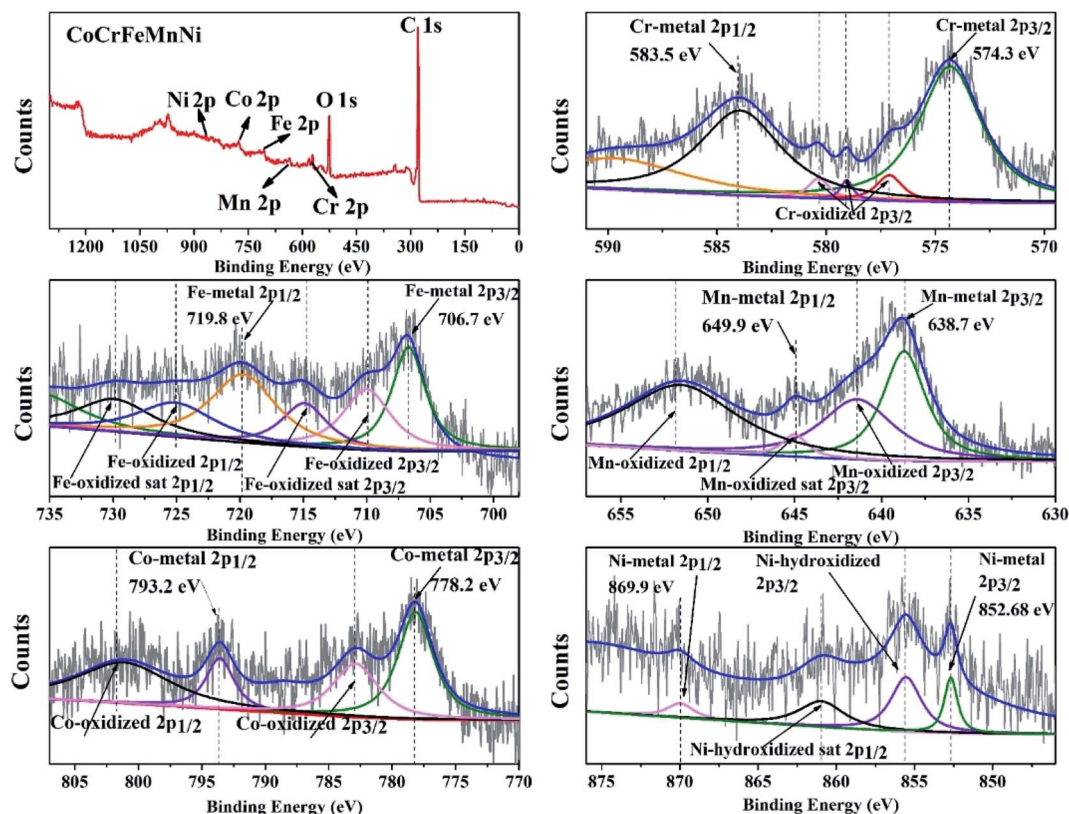 CoCrFeMnNi
C 1s
Ni 2p
Co 2p
Fe 2p
O 1s
Mn 2p
Cr 2p
Counts
1200 1050 900 750 600 450 300 150 0
Binding Energy (eV)
Cr-metal 2p1/2
583.5 eV
Cr-metal 2p3/2
574.3 eV
Cr-oxidized 2p3/2
Counts
590 585 580 575 570
Binding Energy (eV)
Fe-metal 2p1/2
719.8 eV
Fe-metal 2p3/2
706.7 eV
Fe-oxidized 2p1/2
Fe-oxidized 2p3/2
Fe-oxidized sat 2p1/2
Fe-oxidized sat 2p3/2
Counts
735 730 725 720 715 710 705 700
Binding Energy (eV)
Mn-metal 2p1/2
649.9 eV
Mn-metal 2p3/2
638.7 eV
Mn-oxidized 2p1/2
Mn-oxidized 2p3/2
Mn-oxidized sat 2p3/2
Counts
655 650 645 640 635 630
Binding Energy (eV)
Co-metal 2p1/2
793.2 eV
Co-metal 2p3/2
778.2 eV
Co-oxidized 2p1/2
Co-oxidized 2p3/2
Counts
805 800 795 790 785 780 775 770
Binding Energy (eV)
Ni-metal 2p1/2
869.9 eV
Ni-hydroxidized
2p3/2
Ni-metal
2p3/2
852.68 eV
Ni-hydroxidized sat 2p1/2
Counts
875 870 865 860 855 850
Binding Energy (eV)